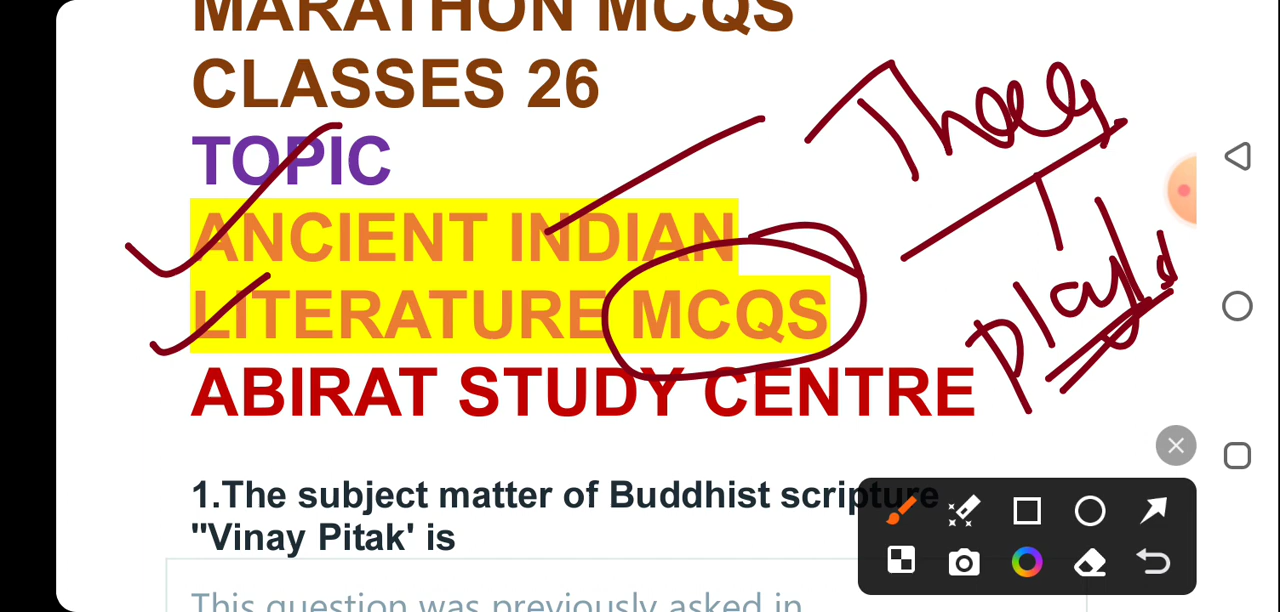 MARATHON MCQS
CLASSES 26
TOPIC
ANCIENT INDIAN
LITERATURE MCQS
ABIRAT STUDY CENTRE
1.The subject matter of Buddhist scripture
"Vinay Pitak' is
This question was previously asked in